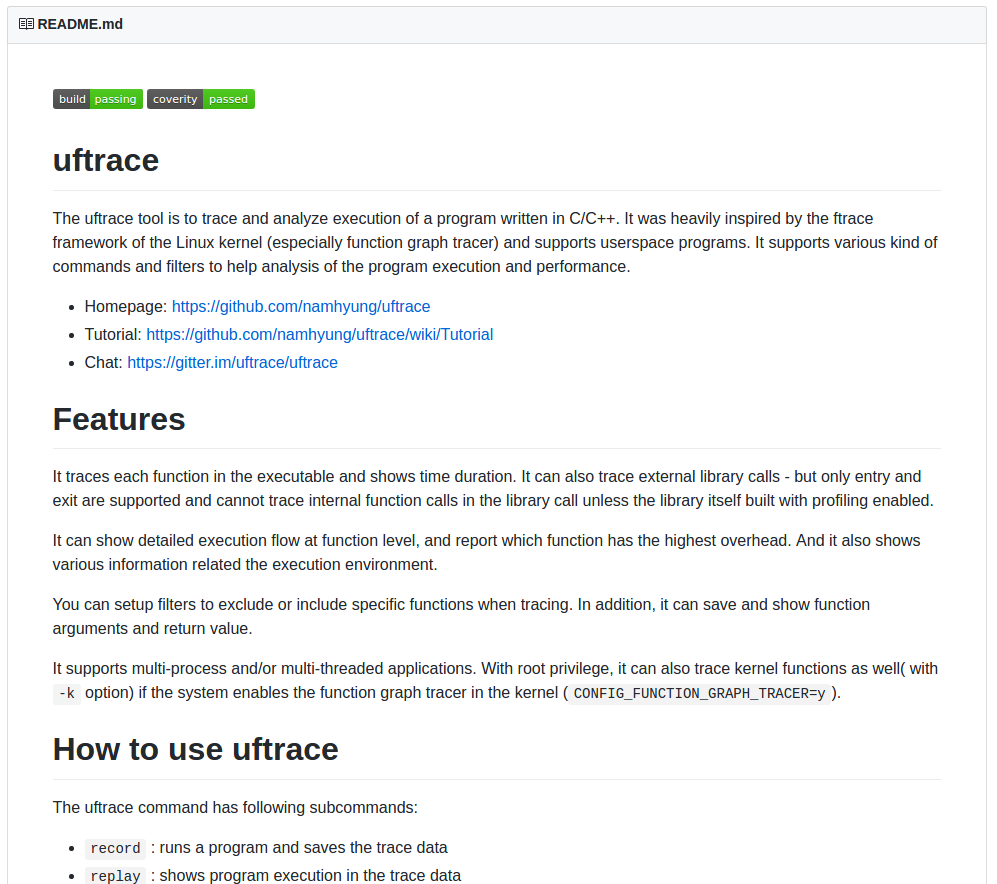 README.md
build passing coverity passed
uftrace
The uftrace tool is to trace and analyze execution of a program written in C/C++. It was heavily inspired by the ftrace
framework of the Linux kernel (especially function graph tracer) and supports userspace programs. It supports various kind of
commands and filters to help analysis of the program execution and performance.
• Homepage: https://github.com/namhyung/uftrace
• Tutorial: https://github.com/namhyung/uftrace/wiki/Tutorial
• Chat: https://gitter.im/uftrace/uftrace
Features
It traces each function in the executable and shows time duration. It can also trace external library calls - but only entry and
exit are supported and cannot trace internal function calls in the library call unless the library itself built with profiling enabled.
It can show detailed execution flow at function level, and report which function has the highest overhead. And it also shows
various information related the execution environment.
You can setup filters to exclude or include specific functions when tracing. In addition, it can save and show function
arguments and return value.
It supports multi-process and/or multi-threaded applications. With root privilege, it can also trace kernel functions as well( with
-k option) if the system enables the function graph tracer in the kernel ( CONFIG_FUNCTION_GRAPH_TRACER=y ).
How to use uftrace
The uftrace command has following subcommands:
• record : runs a program and saves the trace data
• replay : shows program execution in the trace data